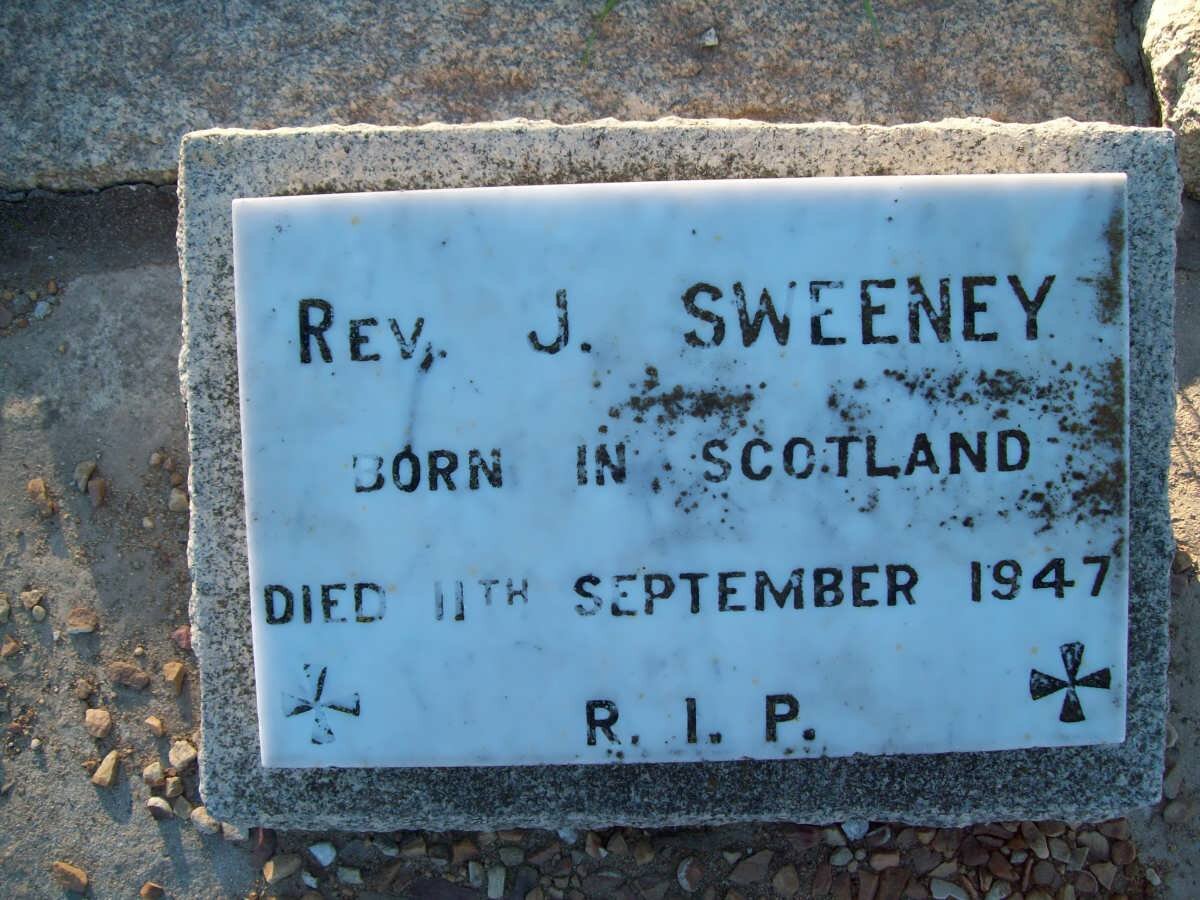 REV. J. SWEENEY
BORN IN SCOTLAND
DIED 11TH SEPTEMBER 1947
R. I. P.